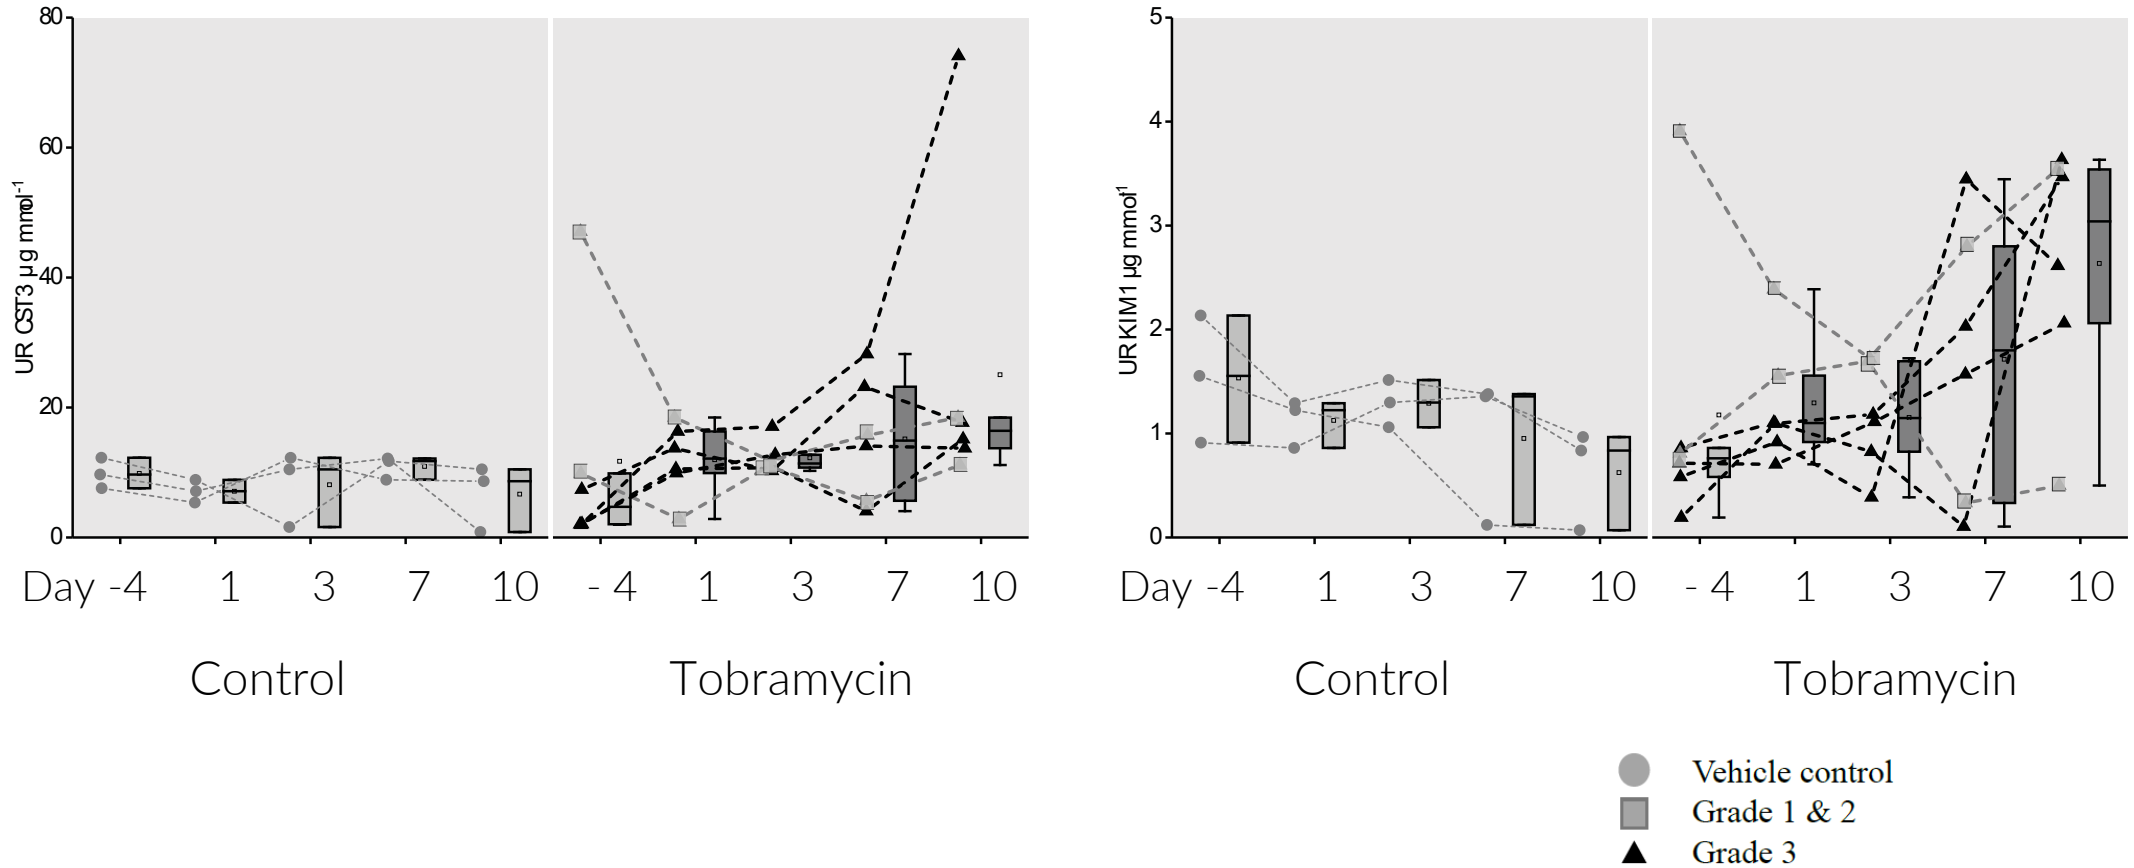 80
60
40
20
0
UR CST3 µg mmol-1
Day -4 1 3 7 10 - 4 1 3 7 10
Control Tobramycin
5
4
3
2
1
0
UR KIM1 µg mmol1
Day -4 1 3 7 10 - 4 1 3 7 10
Control Tobramycin
Vehicle control
Grade 1 & 2
Grade 3